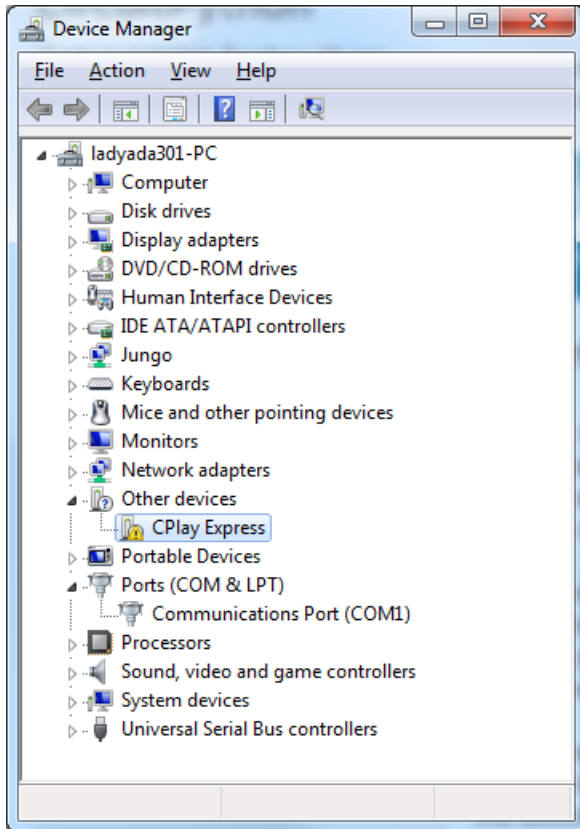 Device Manager
File Action View Help
ladyada301-PC
Computer
Disk drives
Display adapters
DVD/CD-ROM drives
Human Interface Devices
IDE ATA/ATAPI controllers
Jungo
Keyboards
Mice and other pointing devices
Monitors
Network adapters
Other devices
CPlay Express
Portable Devices
Ports (COM & LPT)
Communications Port (COM1)
Processors
Sound, video and game controllers
System devices
Universal Serial Bus controllers